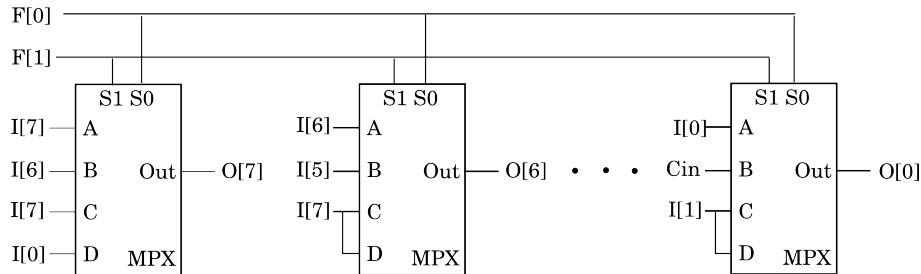 F[0]
F[1]
S1 S0
S1 S0
S1 S0
I[7] A
I[6] B Out O[7]
I[7] C
I[0] D MPX
I[6] A
I[5] B Out O[6]
I[7] C
D MPX
• • •
I[0] A
Cin B Out O[0]
I[1] C
D MPX